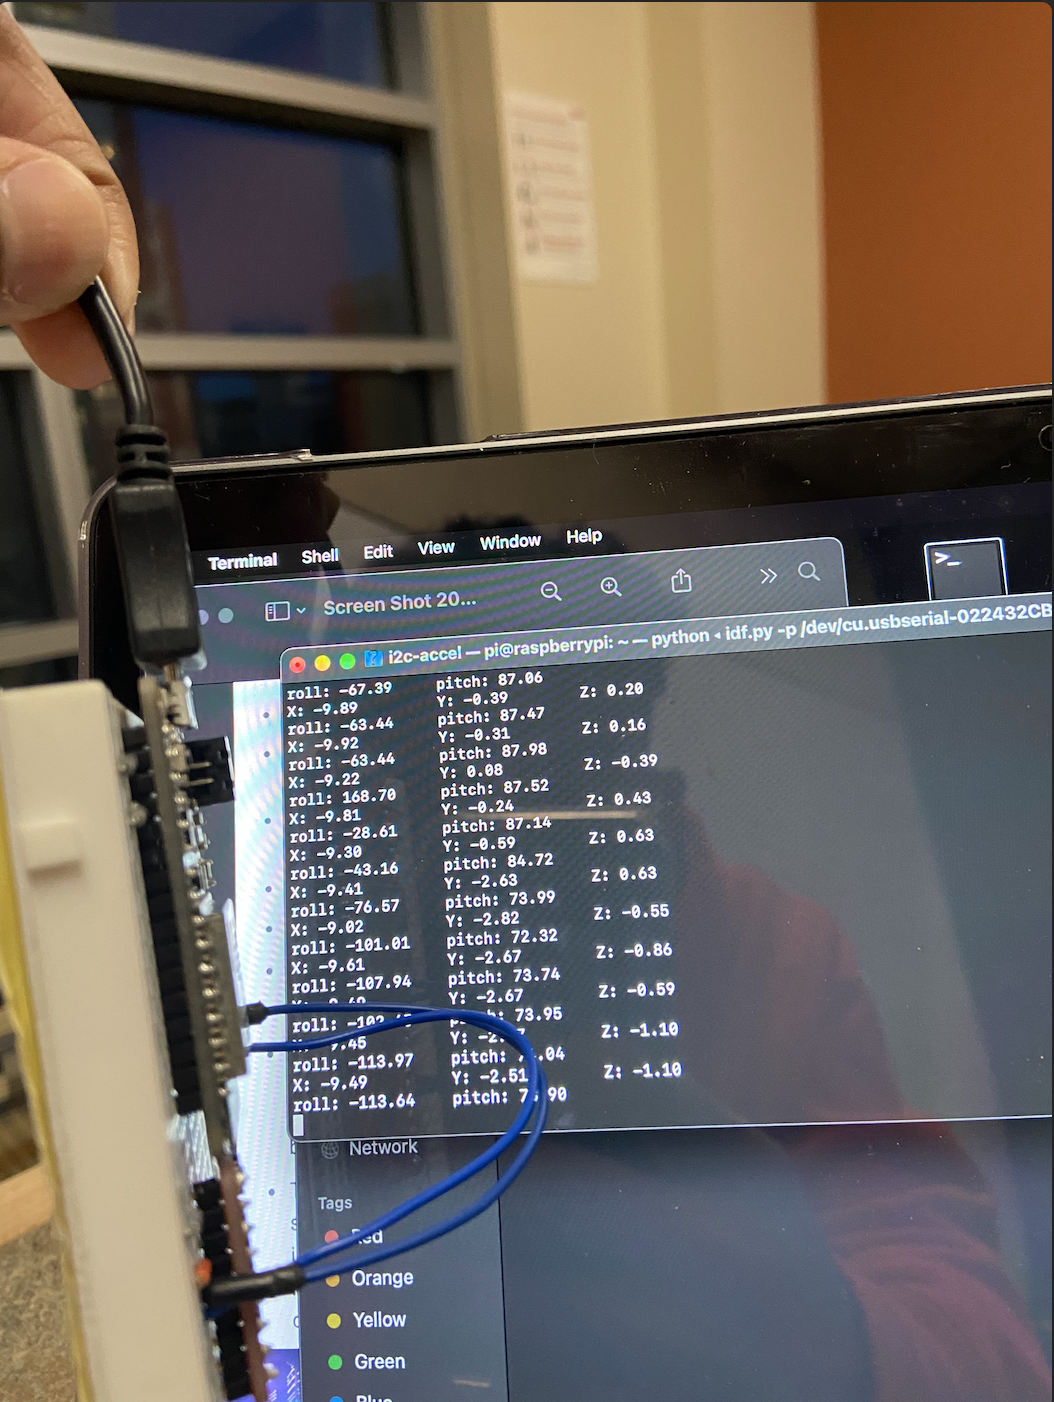 Terminal Shell Edit View Window Help
Screen Shot 20...
>_
i2c-accel — pi@raspberrypi: ~ — python ◂ idf.py -p /dev/cu.usbserial-022432CB
roll: -67.39 pitch: 87.06
X: -9.89 Y: -0.39 Z: 0.20
roll: -63.44 pitch: 87.47
X: -9.92 Y: -0.31 Z: 0.16
roll: -63.44 pitch: 87.98
X: -9.22 Y: 0.08 Z: -0.39
roll: 168.70 pitch: 87.52
X: -9.81 Y: -0.24 Z: 0.43
roll: -28.61 pitch: 87.14
X: -9.30 Y: -0.59 Z: 0.63
roll: -43.16 pitch: 84.72
X: -9.41 Y: -2.63 Z: 0.63
roll: -76.57 pitch: 73.99
X: -9.02 Y: -2.82 Z: -0.55
roll: -101.01 pitch: 72.32
X: -9.61 Y: -2.67 Z: -0.86
roll: -107.94 pitch: 73.74
Y: -2.67 Z: -0.59
roll: pitch: 73.95
Z: -1.10
roll: -113.97 pitch:
X: -9.49 Y: -2.51 Z: -1.10
roll: -113.64 pitch:
Network
Tags
Red
Orange
Yellow
Green
Blue